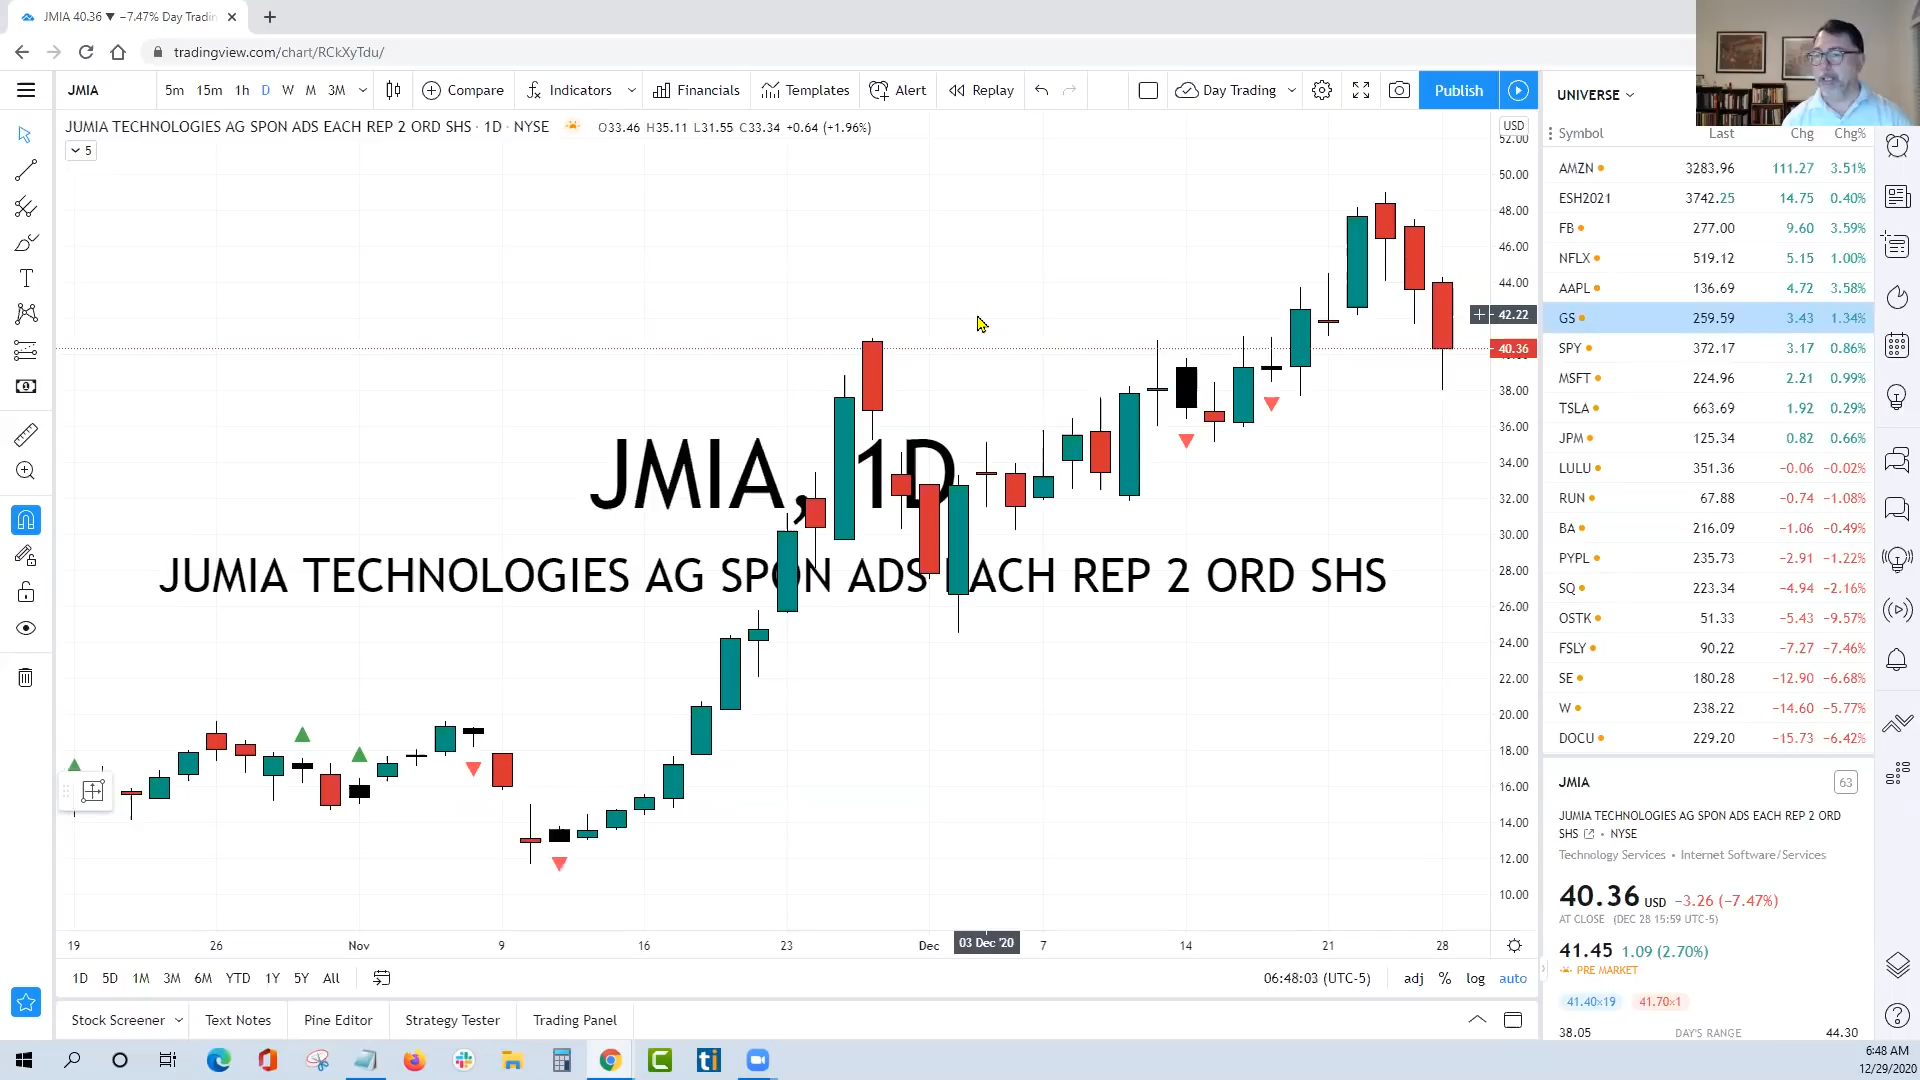 JMIA 40.36 ▼ −7.47% Day Tradin
tradingview.com/chart/RCkXyTdu/
JMIA 5m 15m 1h D W M 3M Compare Indicators Financials Templates Alert Replay Day Trading Publish
JUMIA TECHNOLOGIES AG SPON ADS EACH REP 2 ORD SHS · 1D · NYSE O33.46 H35.11 L31.55 C33.34 +0.64 (+1.96%)
5
JMIA, 1D
JUMIA TECHNOLOGIES AG SPON ADS EACH REP 2 ORD SHS
USD
52.00
50.00
48.00
46.00
44.00
42.22
40.36
38.00
36.00
34.00
32.00
30.00
28.00
26.00
24.00
22.00
20.00
18.00
16.00
14.00
12.00
10.00
19 26 Nov 9 16 23 Dec 03 Dec '20 7 14 21 28
1D 5D 1M 3M 6M YTD 1Y 5Y All 06:48:03 (UTC-5) adj % log auto
Stock Screener Text Notes Pine Editor Strategy Tester Trading Panel
UNIVERSE
Symbol Last Chg Chg%
AMZN 3283.96 111.27 3.51%
ESH2021 3742.25 14.75 0.40%
FB 277.00 9.60 3.59%
NFLX 519.12 5.15 1.00%
AAPL 136.69 4.72 3.58%
GS 259.59 3.43 1.34%
SPY 372.17 3.17 0.86%
MSFT 224.96 2.21 0.99%
TSLA 663.69 1.92 0.29%
JPM 125.34 0.82 0.66%
LULU 351.36 −0.06 −0.02%
RUN 67.88 −0.74 −1.08%
BA 216.09 −1.06 −0.49%
PYPL 235.73 −2.91 −1.22%
SQ 223.34 −4.94 −2.16%
OSTK 51.33 −5.43 −9.57%
FSLY 90.22 −7.27 −7.46%
SE 180.28 −12.90 −6.68%
W 238.22 −14.60 −5.77%
DOCU 229.20 −15.73 −6.42%
JMIA 63
JUMIA TECHNOLOGIES AG SPON ADS EACH REP 2 ORD
SHS • NYSE
Technology Services • Internet Software/Services
40.36 USD −3.26 (−7.47%)
AT CLOSE (DEC 28 15:59 UTC-5)
41.45 1.09 (2.70%)
PRE MARKET
41.40×19 41.70×1
38.05 DAY'S RANGE 44.30
6:48 AM
12/29/2020